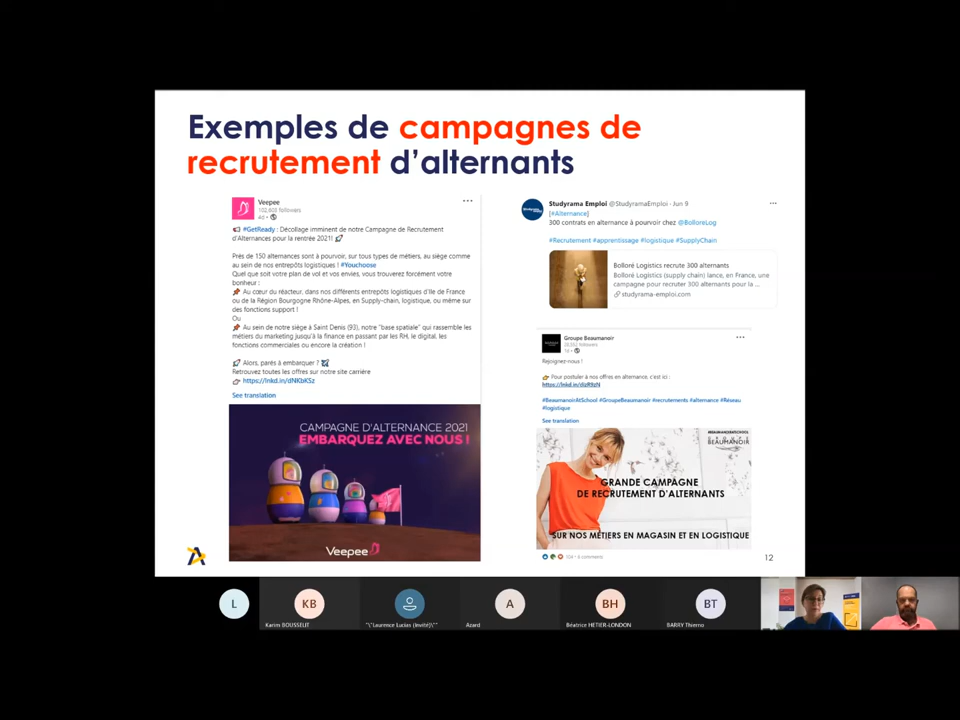 Exemples de campagnes de
recrutement d'alternants
Veepee
102,808 followers
4d •
#GetReady : Décollage imminent de notre Campagne de Recrutement
d'Alternances pour la rentrée 2021!
Près de 150 alternances sont à pourvoir, sur tous types de métiers, au siège comme
au sein de nos entrepôts logistiques ! #Youchoose
Quel que soit votre plan de vol et vos envies, vous trouverez forcément votre
bonheur :
Au cœur du réacteur, dans nos différents entrepôts logistiques d'Ile de France
ou de la Région Bourgogne Rhône-Alpes, en Supply-chain, logistique, ou même sur
des fonctions support !
Ou
Au sein de notre siège à Saint Denis (93), notre "base spatiale" qui rassemble les
métiers du marketing jusqu'à la finance en passant par les RH, le digital, les
fonctions commerciales ou encore la création !
Alors, parés à embarquer ?
Retrouvez toutes les offres sur notre site carrière
https://lnkd.in/dNKbKSz
See translation
CAMPAGNE D'ALTERNANCE 2021
EMBARQUEZ AVEC NOUS !
Veepee
Studyrama Emploi @StudyramaEmploi · Jun 9
[#Alternance]
300 contrats en alternance à pourvoir chez @BolloreLog
#Recrutement #apprentissage #logistique #SupplyChain
Bolloré Logistics recrute 300 alternants
Bolloré Logistics (supply chain) lance, en France, une
campagne pour recruter 300 alternants pour la ...
studyrama-emploi.com
Groupe Beaumanoir
followers
1d •
Rejoignez-nous !
Pour postuler à nos offres en alternance, c'est ici :
#BeaumanoirAtSchool #GroupeBeaumanoir #recrutements #alternance #Réseau
#logistique
See translation
#BEAUMANOIRATSCHOOL
BEAUMANOIR
GRANDE CAMPAGNE
DE RECRUTEMENT D'ALTERNANTS
SUR NOS MÉTIERS EN MAGASIN ET EN LOGISTIQUE
12
L
KB
A
BH
BT
Karim BOUSSELIT
"\"Laurence Lucias (Invité)\""
Azard
Béatrice HETIER-LONDON
BARRY Thierno